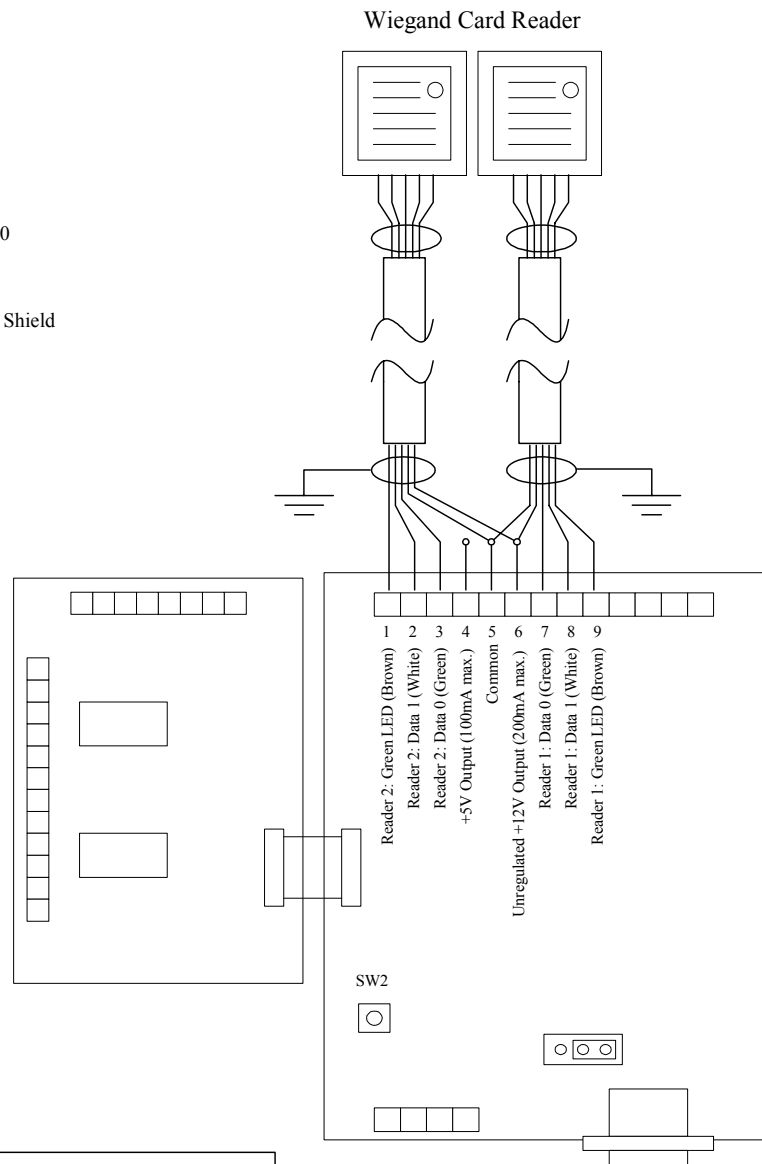 Wiegand Card Reader
0
Shield
1 2 3 4 5 6 7 8 9
Reader 2: Green LED (Brown)
Reader 2: Data 1 (White)
Reader 2: Data 0 (Green)
+5V Output (100mA max.)
Common
Unregulated +12V Output (200mA max.)
Reader 1: Data 0 (Green)
Reader 1: Data 1 (White)
Reader 1: Green LED (Brown)
SW2